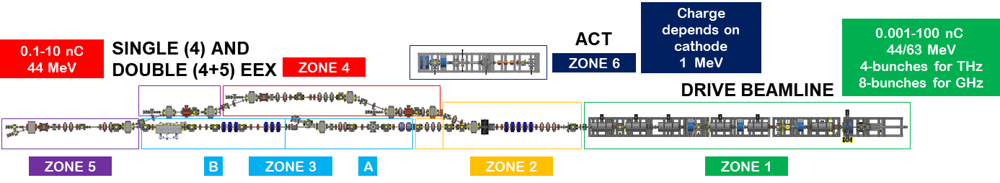 0.1-10 nC
44 MeV
SINGLE (4) AND
DOUBLE (4+5) EEX
ZONE 4
ACT
ZONE 6
Charge
depends on
cathode
1 MeV
DRIVE BEAMLINE
0.001-100 nC
44/63 MeV
4-bunches for THz
8-bunches for GHz
ZONE 5
B
ZONE 3
A
ZONE 2
ZONE 1